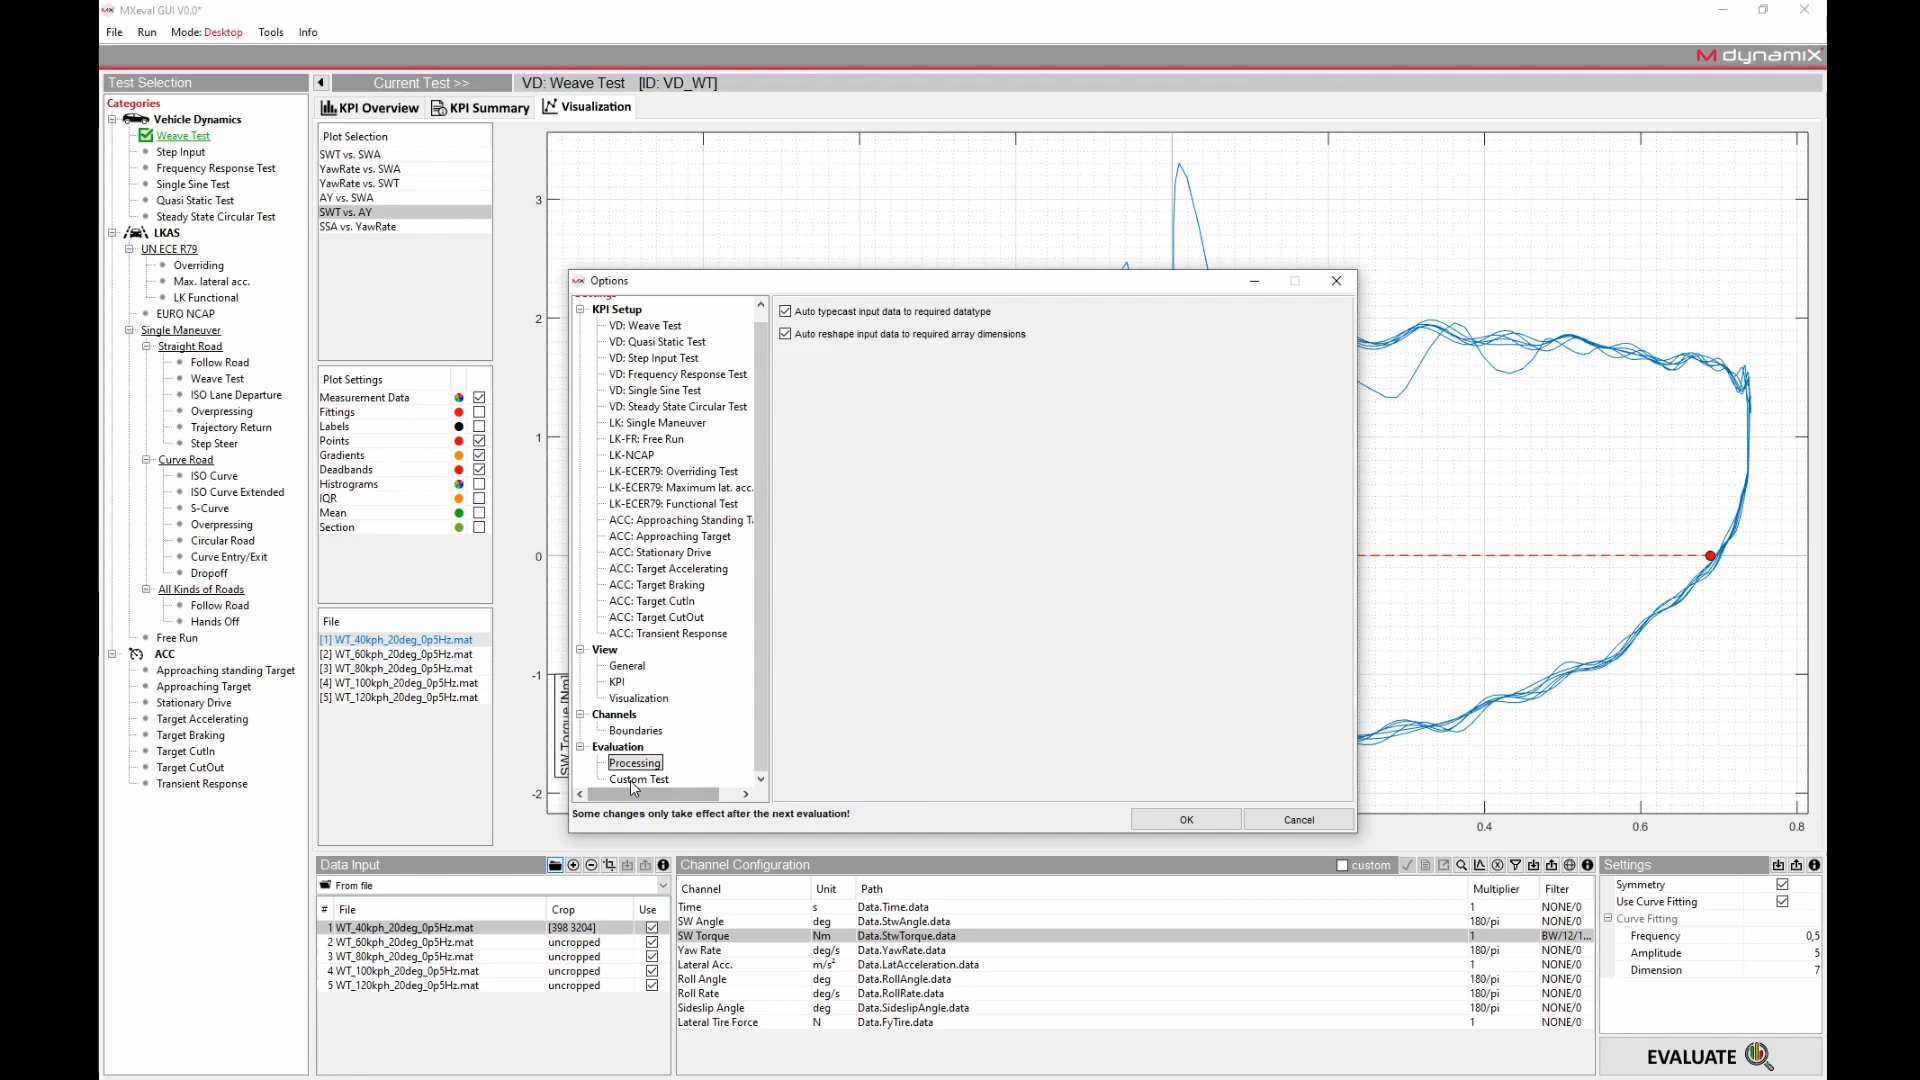 MXeval GUI V0.0*
File Run Mode: Desktop Tools Info
M dynamiX
Test Selection
Categories
Vehicle Dynamics
Weave Test
Step Input
Frequency Response Test
Single Sine Test
Quasi Static Test
Steady State Circular Test
LKAS
UN ECE R79
Overriding
Max. lateral acc.
LK Functional
EURO NCAP
Single Maneuver
Straight Road
Follow Road
Weave Test
ISO Lane Departure
Overpressing
Trajectory Return
Step Steer
Curve Road
ISO Curve
ISO Curve Extended
S-Curve
Overpressing
Circular Road
Curve Entry/Exit
Dropoff
All Kinds of Roads
Follow Road
Hands Off
Free Run
ACC
Approaching standing Target
Approaching Target
Stationary Drive
Target Accelerating
Target Braking
Target CutIn
Target CutOut
Transient Response
Current Test >> VD: Weave Test [ID: VD_WT]
KPI Overview KPI Summary Visualization
Plot Selection
SWT vs. SWA
YawRate vs. SWA
YawRate vs. SWT
AY vs. SWA
SWT vs. AY
SSA vs. YawRate
Plot Settings
Measurement Data
Fittings
Labels
Points
Gradients
Deadbands
Histrograms
IQR
Mean
Section
File
[1] WT_40kph_20deg_0p5Hz.mat
[2] WT_60kph_20deg_0p5Hz.mat
[3] WT_80kph_20deg_0p5Hz.mat
[4] WT_100kph_20deg_0p5Hz.mat
[5] WT_120kph_20deg_0p5Hz.mat
3
2
1
0
-1
-2
SW Torque [Nm]
0.4 0.6 0.8
Options
KPI Setup
VD: Weave Test
VD: Quasi Static Test
VD: Step Input Test
VD: Frequency Response Test
VD: Single Sine Test
VD: Steady State Circular Test
LK: Single Maneuver
LK-FR: Free Run
LK-NCAP
LK-ECER79: Overriding Test
LK-ECER79: Maximum lat. acc.
LK-ECER79: Functional Test
ACC: Approaching Standing T
ACC: Approaching Target
ACC: Stationary Drive
ACC: Target Accelerating
ACC: Target Braking
ACC: Target CutIn
ACC: Target CutOut
ACC: Transient Response
View
General
KPI
Visualization
Channels
Boundaries
Evaluation
Processing
Custom Test
Auto typecast input data to required datatype
Auto reshape input data to required array dimensions
Some changes only take effect after the next evaluation!
OK Cancel
Data Input
From file
# File Crop Use
1 WT_40kph_20deg_0p5Hz.mat [398 3204]
2 WT_60kph_20deg_0p5Hz.mat uncropped
3 WT_80kph_20deg_0p5Hz.mat uncropped
4 WT_100kph_20deg_0p5Hz.mat uncropped
5 WT_120kph_20deg_0p5Hz.mat uncropped
Channel Configuration custom
Channel Unit Path Multiplier Filter
Time s Data.Time.data 1 NONE/0
SW Angle deg Data.StwAngle.data 180/pi NONE/0
SW Torque Nm Data.StwTorque.data 1 BW/12/1...
Yaw Rate deg/s Data.YawRate.data 180/pi NONE/0
Lateral Acc. m/s² Data.LatAcceleration.data 1 NONE/0
Roll Angle deg Data.RollAngle.data 180/pi NONE/0
Roll Rate deg/s Data.RollRate.data 180/pi NONE/0
Sideslip Angle deg Data.SideslipAngle.data 180/pi NONE/0
Lateral Tire Force N Data.FyTire.data 1 NONE/0
Settings
Symmetry
Use Curve Fitting
Curve Fitting
Frequency 0,5
Amplitude 5
Dimension 7
EVALUATE